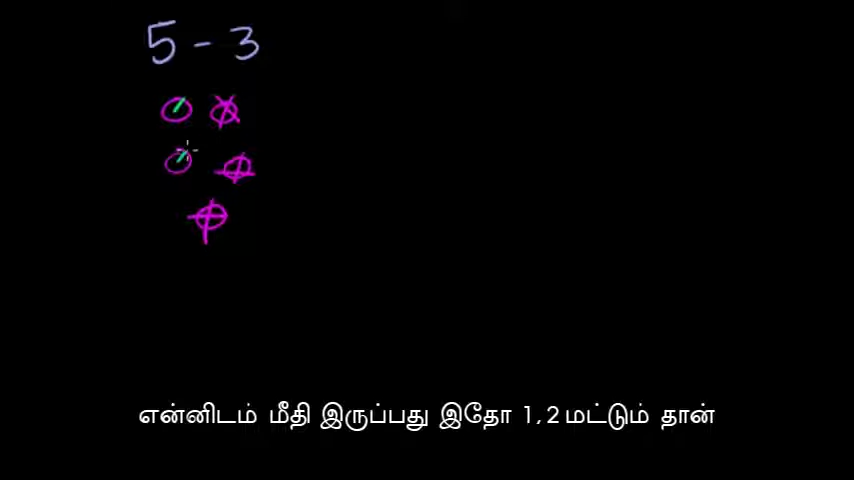 5 - 3
என்னிடம் மீதி இருப்பது இதோ 1, 2 மட்டும் தான்